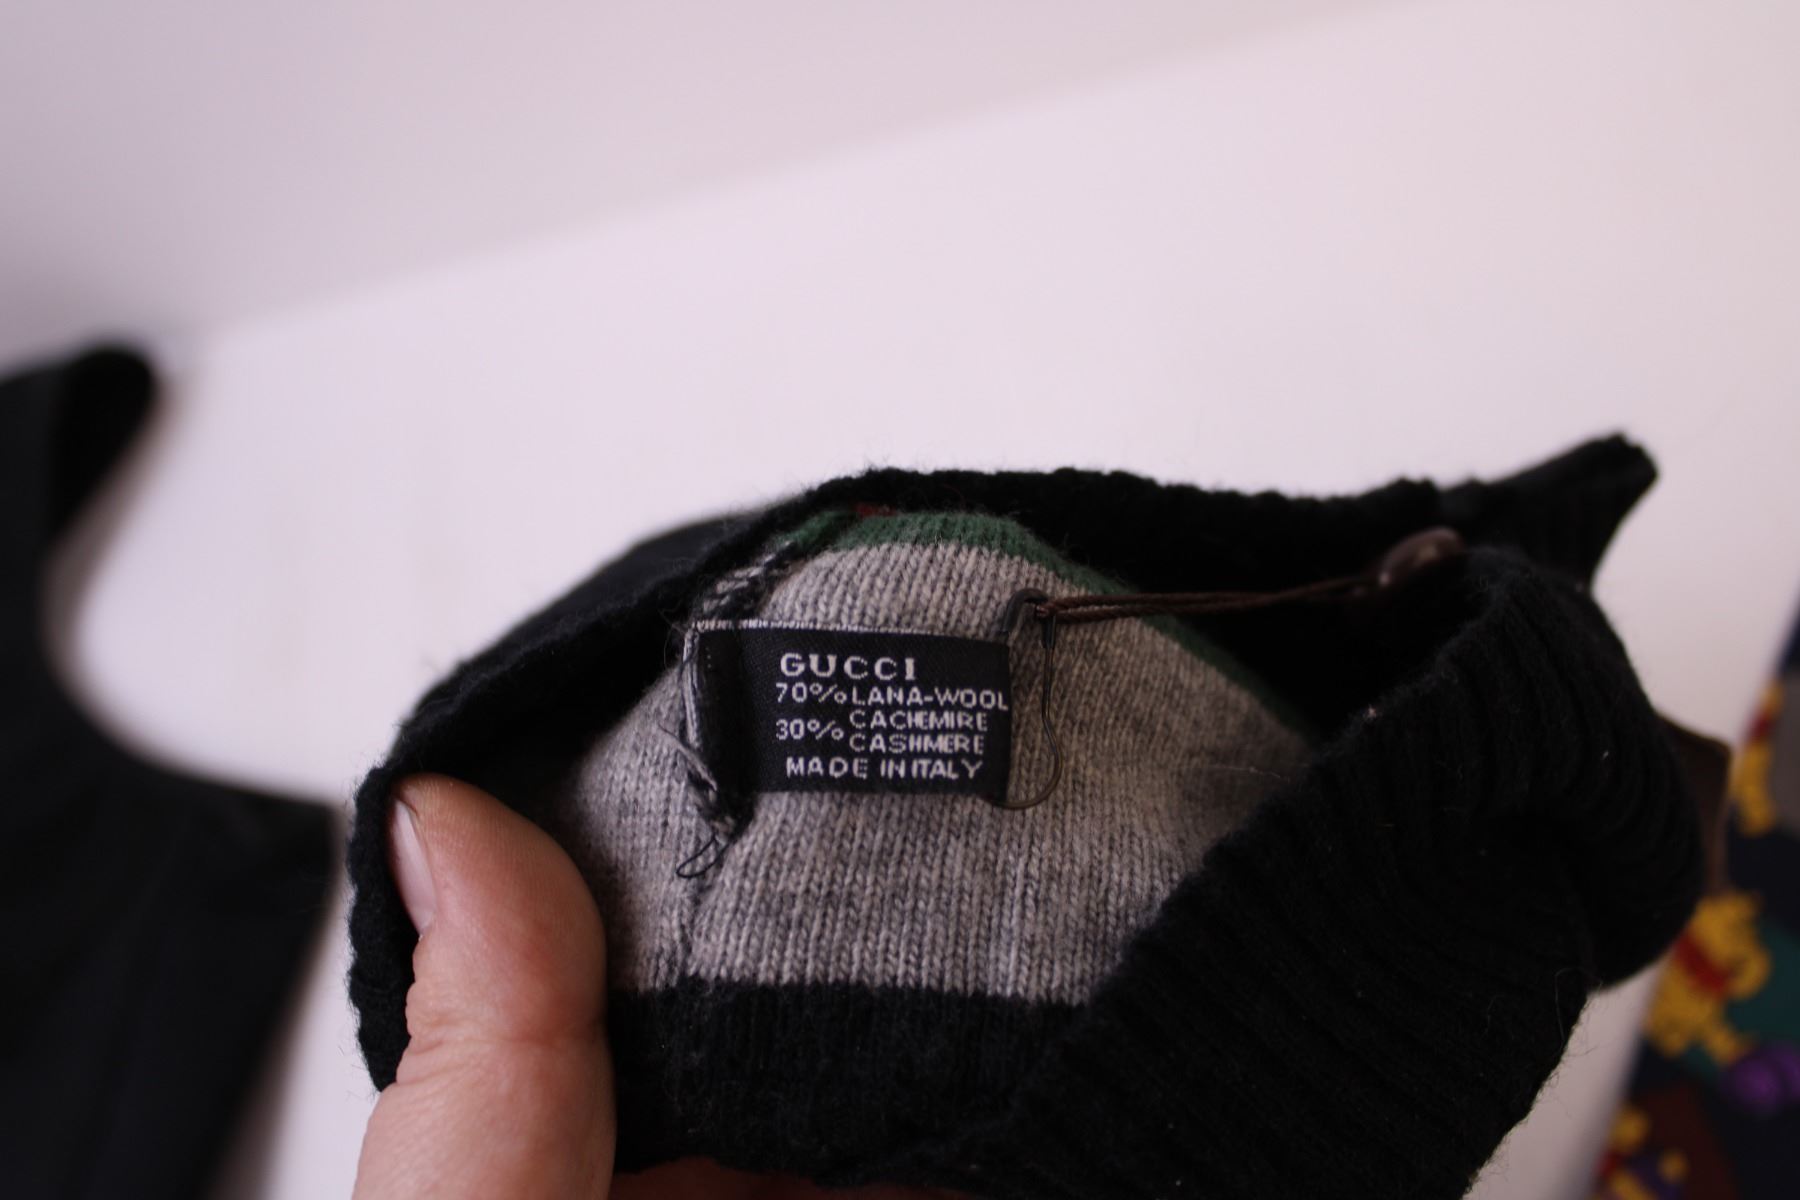 GUCCI
70% LANA-WOOL
30% CACHEMIRE
CASHMERE
MADE IN ITALY